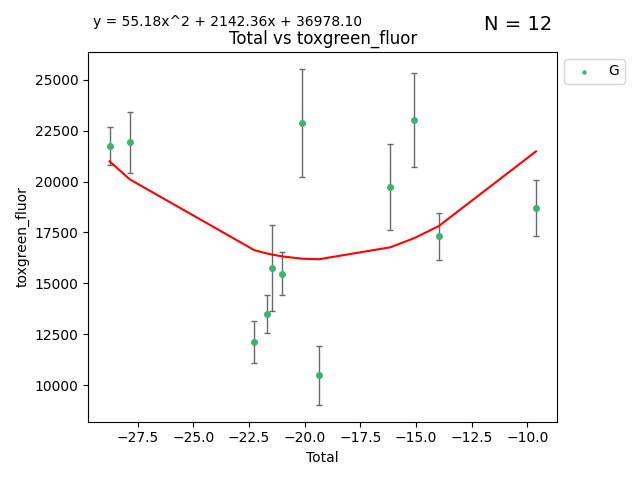 y = 55.18x^2 + 2142.36x + 36978.10
N = 12
Total vs toxgreen_fluor
G
25000
22500
20000
17500
15000
12500
10000
toxgreen_fluor
−27.5 −25.0 −22.5 −20.0 −17.5 −15.0 −12.5 −10.0
Total